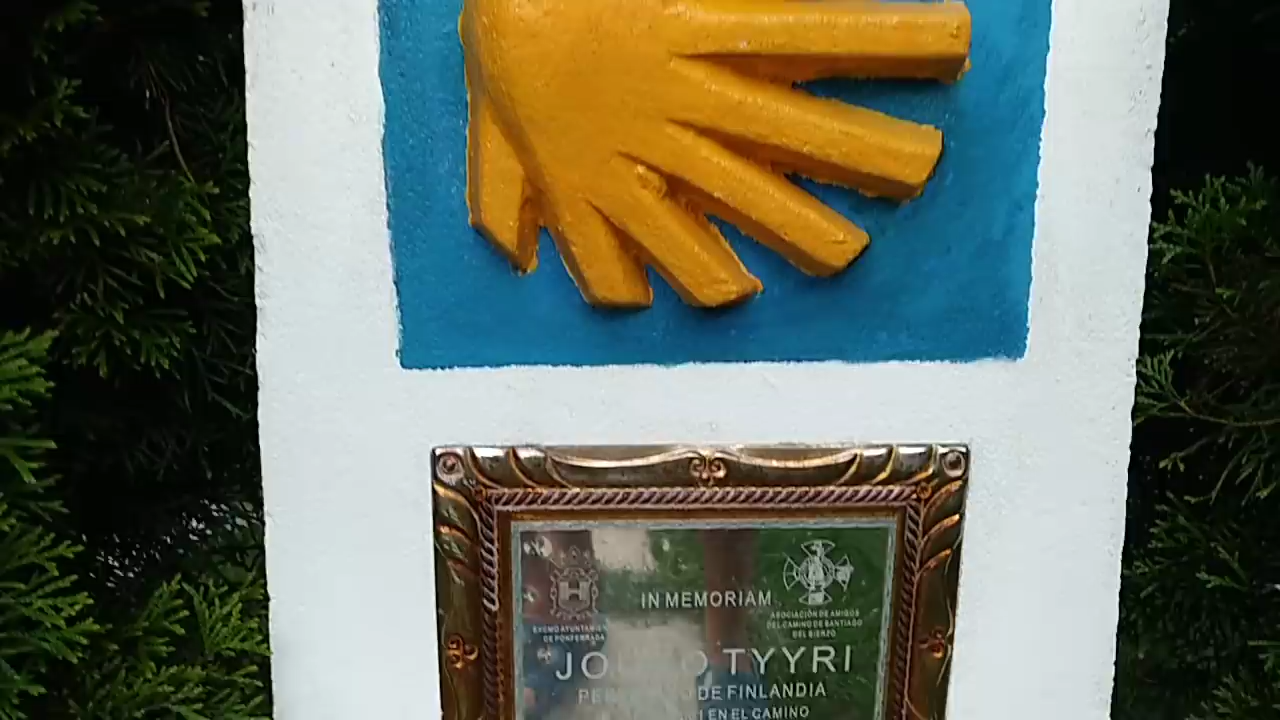 IN MEMORIAM
EXCMO AYUNTAMIENTO
DE PONFERRADA
ASOCIACIÓN DE AMIGOS
DEL CAMINO DE SANTIAGO
DEL BIERZO
TYYRI
DE FINLANDIA
EN EL CAMINO